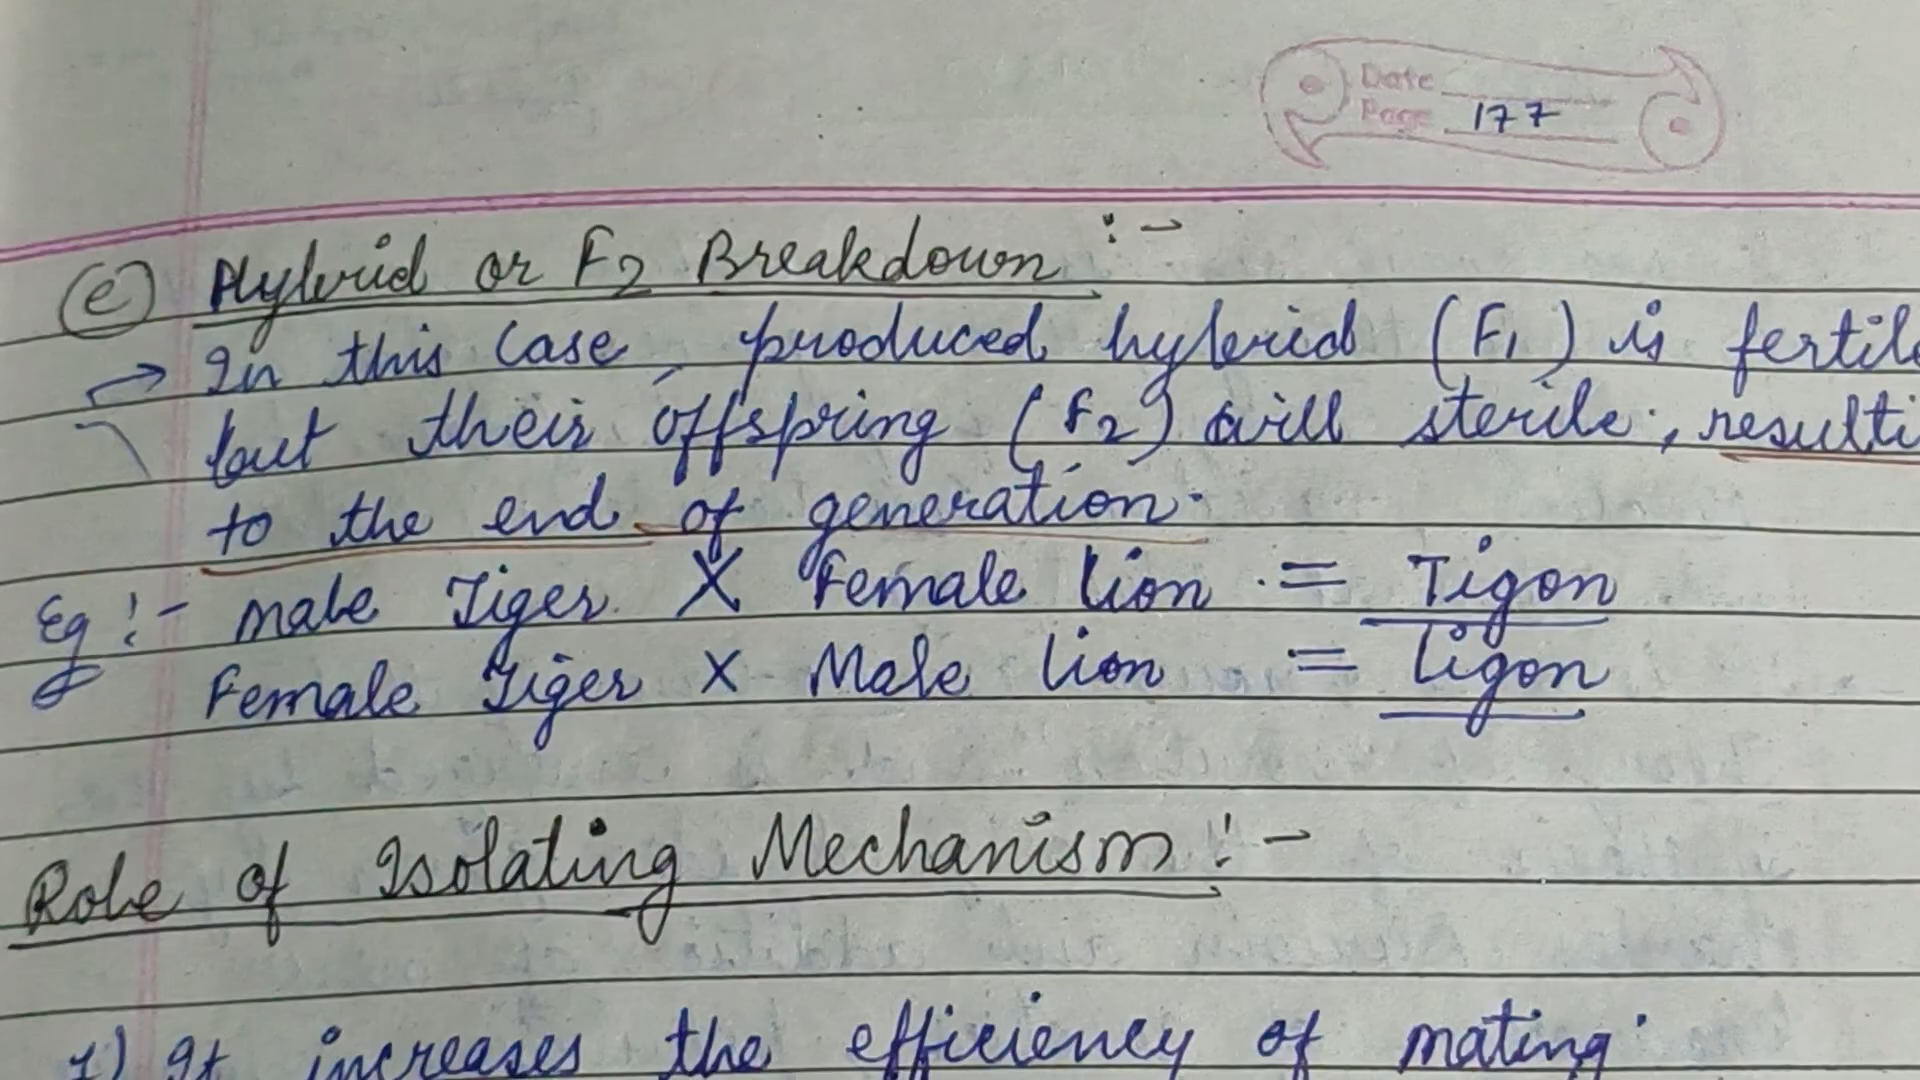 Date
Page 177
(e) Hybrid or F2 Breakdown :-
→ In this case, produced hybrid (F1) is fertile
but their offspring (F2) will sterile, resulti
to the end of generation.
Eg :- male Tiger X Female lion = Tigon
Female Tiger X Male lion = ligon
Role of Isolating Mechanism :-
1) It increases the efficiency of mating